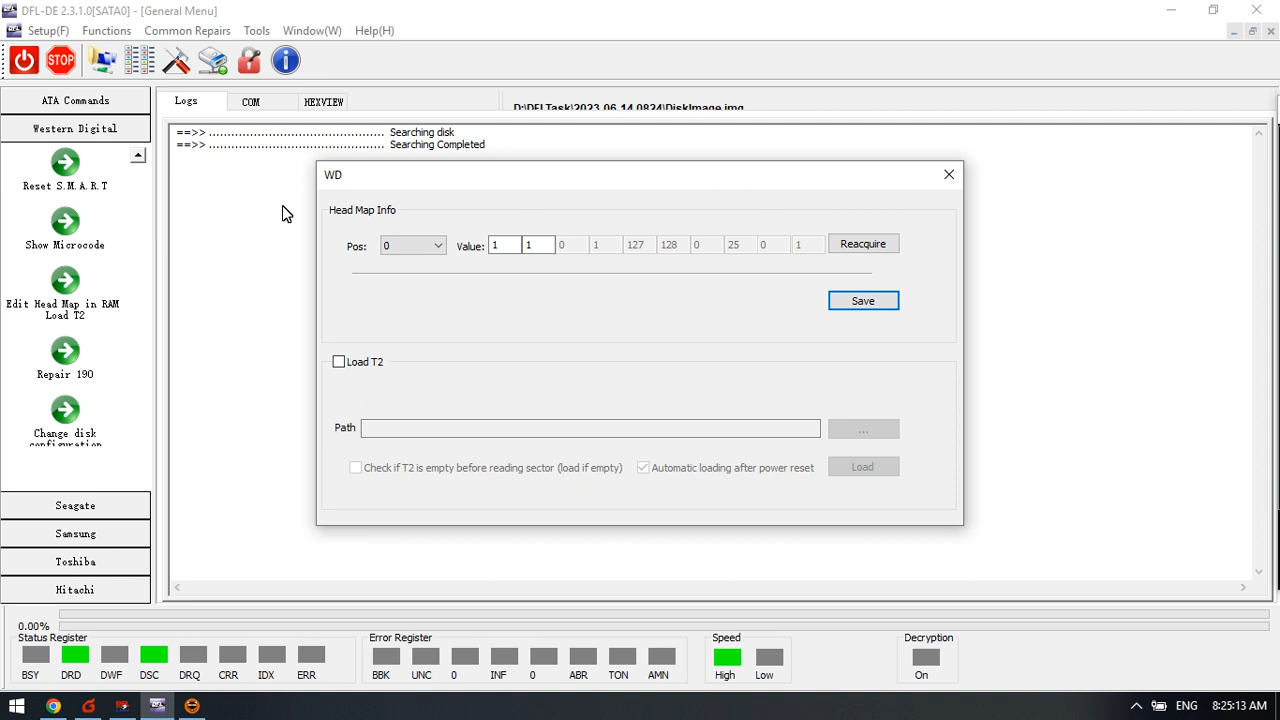 DFL-DE 2.3.1.0[SATA0] - [General Menu]
Setup(F) Functions Common Repairs Tools Window(W) Help(H)
STOP
ATA Commands
Western Digital
Reset S.M.A.R.T
Show Microcode
Edit Head Map in RAM
Load T2
Repair 190
Change disk
configuration
Seagate
Samsung
Toshiba
Hitachi
Logs COM HEXVIEW
D:\DFLTask\2023_06_14_0824\DiskImage.img
==>> ............................................... Searching disk
==>> ............................................... Searching Completed
WD
Head Map Info
Pos: 0 Value: 1 1 0 1 127 128 0 25 0 1 Reacquire
Save
Load T2
Path ...
Check if T2 is empty before reading sector (load if empty) Automatic loading after power reset Load
0.00%
Status Register
BSY DRD DWF DSC DRQ CRR IDX ERR
Error Register
BBK UNC 0 INF 0 ABR TON AMN
Speed
High Low
Decryption
On
ENG 8:25:13 AM